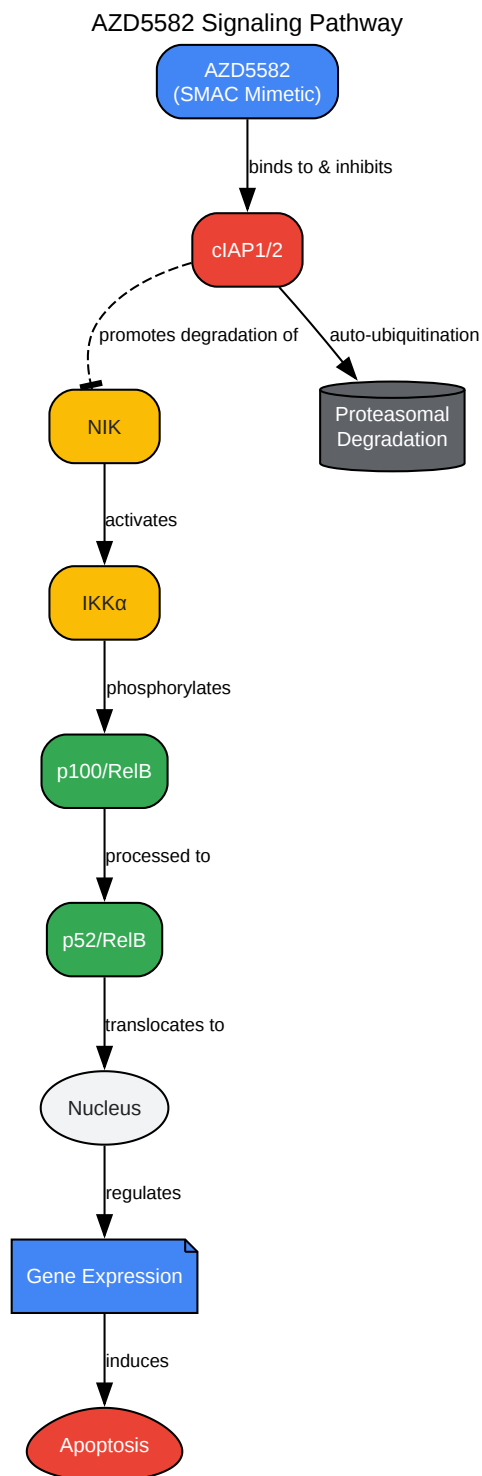 AZD5582 Signaling Pathway
AZD5582
(SMAC Mimetic)
binds to & inhibits
cIAP1/2
promotes degradation of
auto-ubiquitination
NIK
Proteasomal
Degradation
activates
IKKα
phosphorylates
p100/RelB
processed to
p52/RelB
translocates to
Nucleus
regulates
Gene Expression
induces
Apoptosis